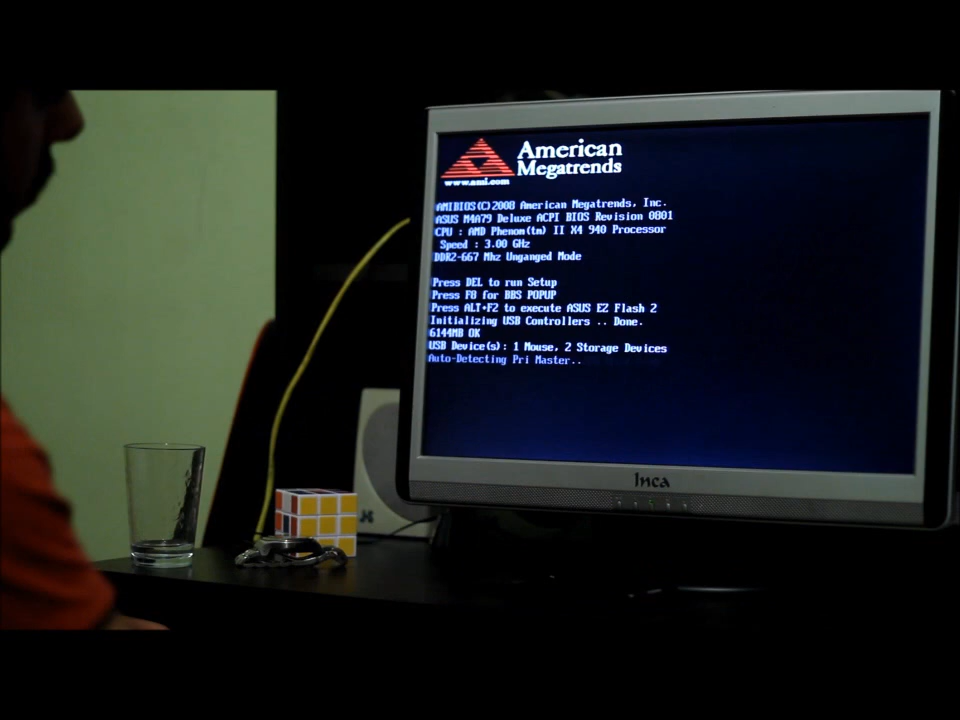 American
Megatrends
www.ami.com
AMIBIOS(C)2008 American Megatrends, Inc.
ASUS M4A79 Deluxe ACPI BIOS Revision 0801
CPU : AMD Phenom(tm) II X4 940 Processor
Speed : 3.00 GHz
DDR2-667 Mhz Unganged Mode
Press DEL to run Setup
Press F8 for BBS POPUP
Press ALT+F2 to execute ASUS EZ Flash 2
Initializing USB Controllers .. Done.
6144MB OK
USB Device(s): 1 Mouse, 2 Storage Devices
Auto-Detecting Pri Master..
Inca